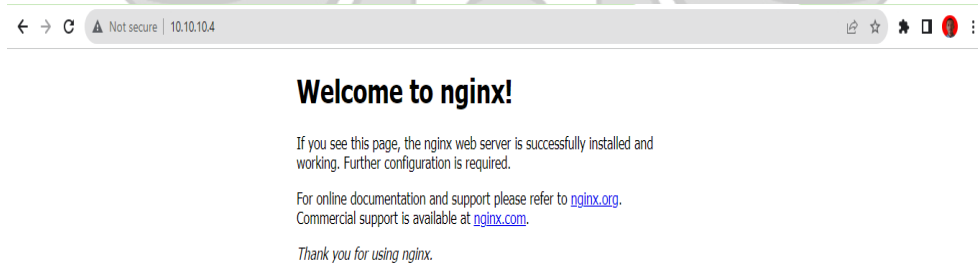 Not secure | 10.10.10.4
Welcome to nginx!
If you see this page, the nginx web server is successfully installed and
working. Further configuration is required.
For online documentation and support please refer to nginx.org.
Commercial support is available at nginx.com.
Thank you for using nginx.